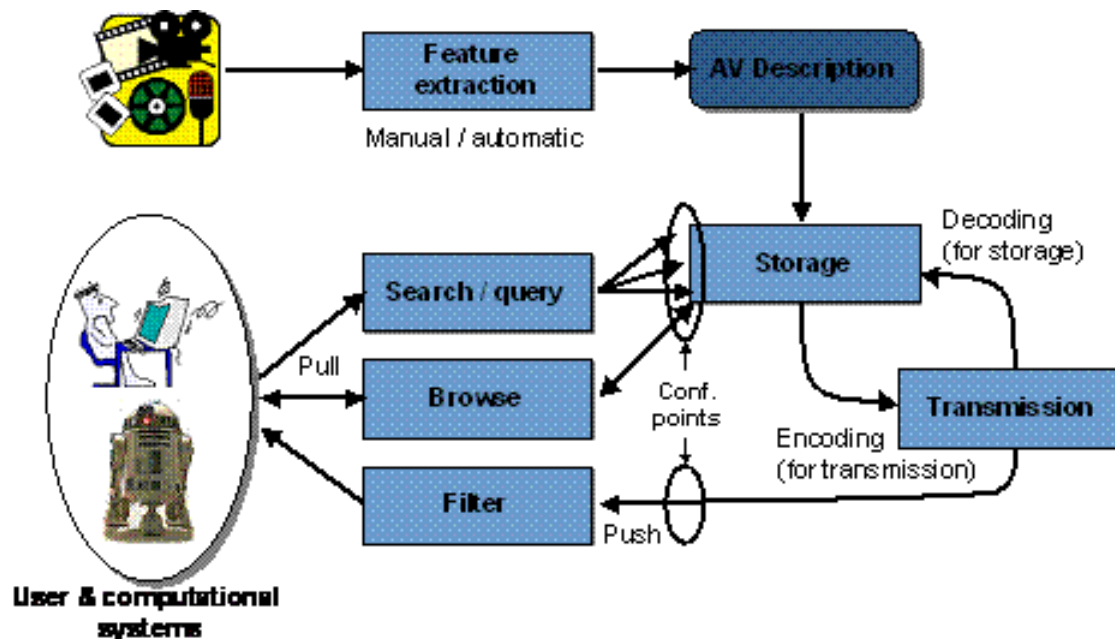 Feature
extraction
AV Description
Manual / automatic
Decoding
(for storage)
Storage
Search / query
Pull
Browse
Conf.
points
Transmission
Encoding
(for transmission)
Filter
Push
User & computational
systems